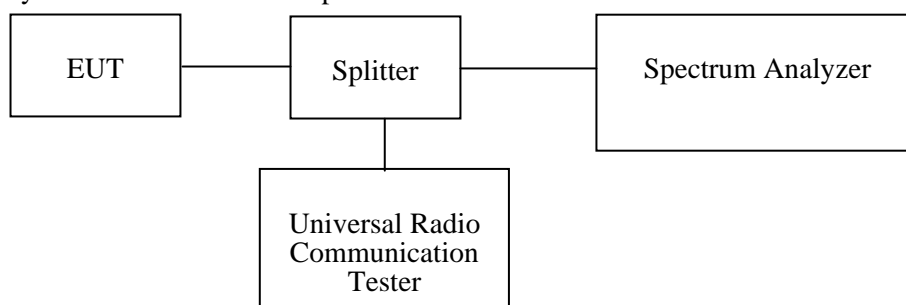 EUT
Splitter
Spectrum Analyzer
Universal Radio
Communication
Tester